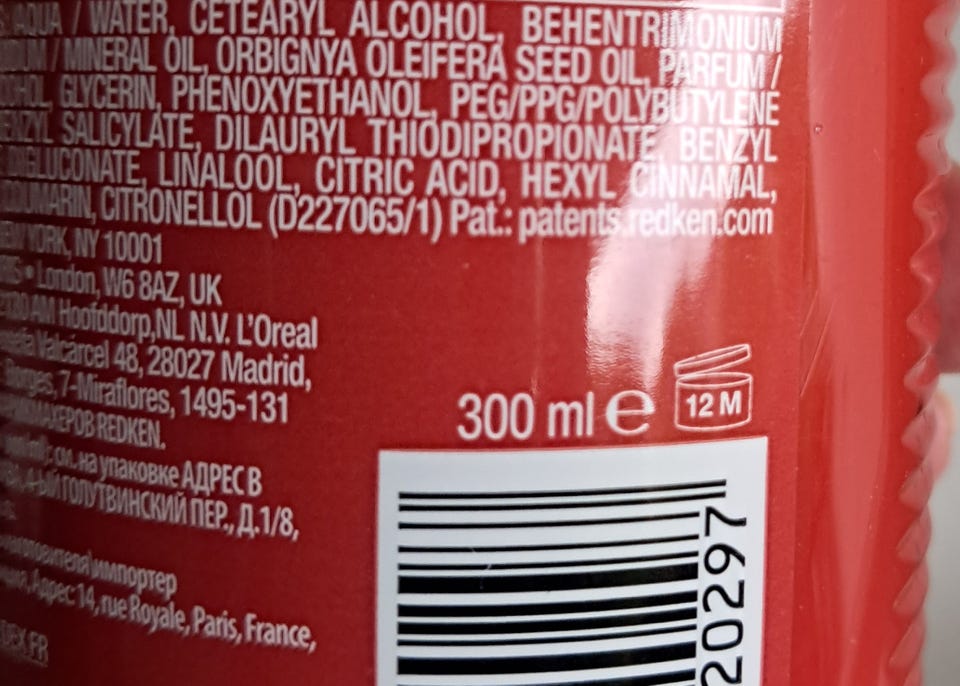 AQUA / WATER, CETEARYL ALCOHOL, BEHENTRIMONIUM
/ MINERAL OIL, ORBIGNYA OLEIFERA SEED OIL, PARFUM /
GLYCERIN, PHENOXYETHANOL, PEG/PPG/POLYBUTYLENE
SALICYLATE, DILAURYL THIODIPROPIONATE, BENZYL
LINALOOL, CITRIC ACID, HEXYL CINNAMAL,
CITRONELLOL (D227065/1) Pat.: patents.redken.com
YORK, NY 10001
• London, W6 8AZ, UK
AM Hoofddorp,NL N.V. L'Oreal
Valcárcel 48, 28027 Madrid,
7-Miraflores, 1495-131
REDKEN.
см. на упаковке АДРЕС В
ГОЛУТВИНСКИЙ ПЕР., Д.1/8,
импортер
Адрес: 14, rue Royale, Paris, France,
300 ml e
12 M
20297